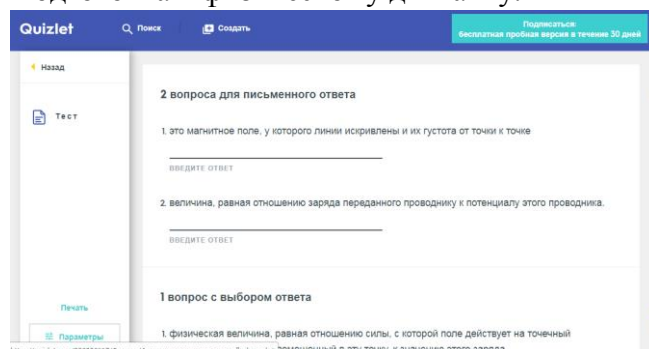 Quizlet
Поиск
Создать
Подписаться:
бесплатная пробная версия в течение 30 дней
Назад
Тест
2 вопроса для письменного ответа
1. это магнитное поле, у которого линии искривлены и их густота от точки к точке
ВВЕДИТЕ ОТВЕТ
2. величина, равная отношению заряда переданного проводнику к потенциалу этого проводника.
ВВЕДИТЕ ОТВЕТ
1 вопрос с выбором ответа
1. физическая величина, равная отношению силы, с которой поле действует на точечный
в эту точку, к значению этого заряда
Печать
Параметры